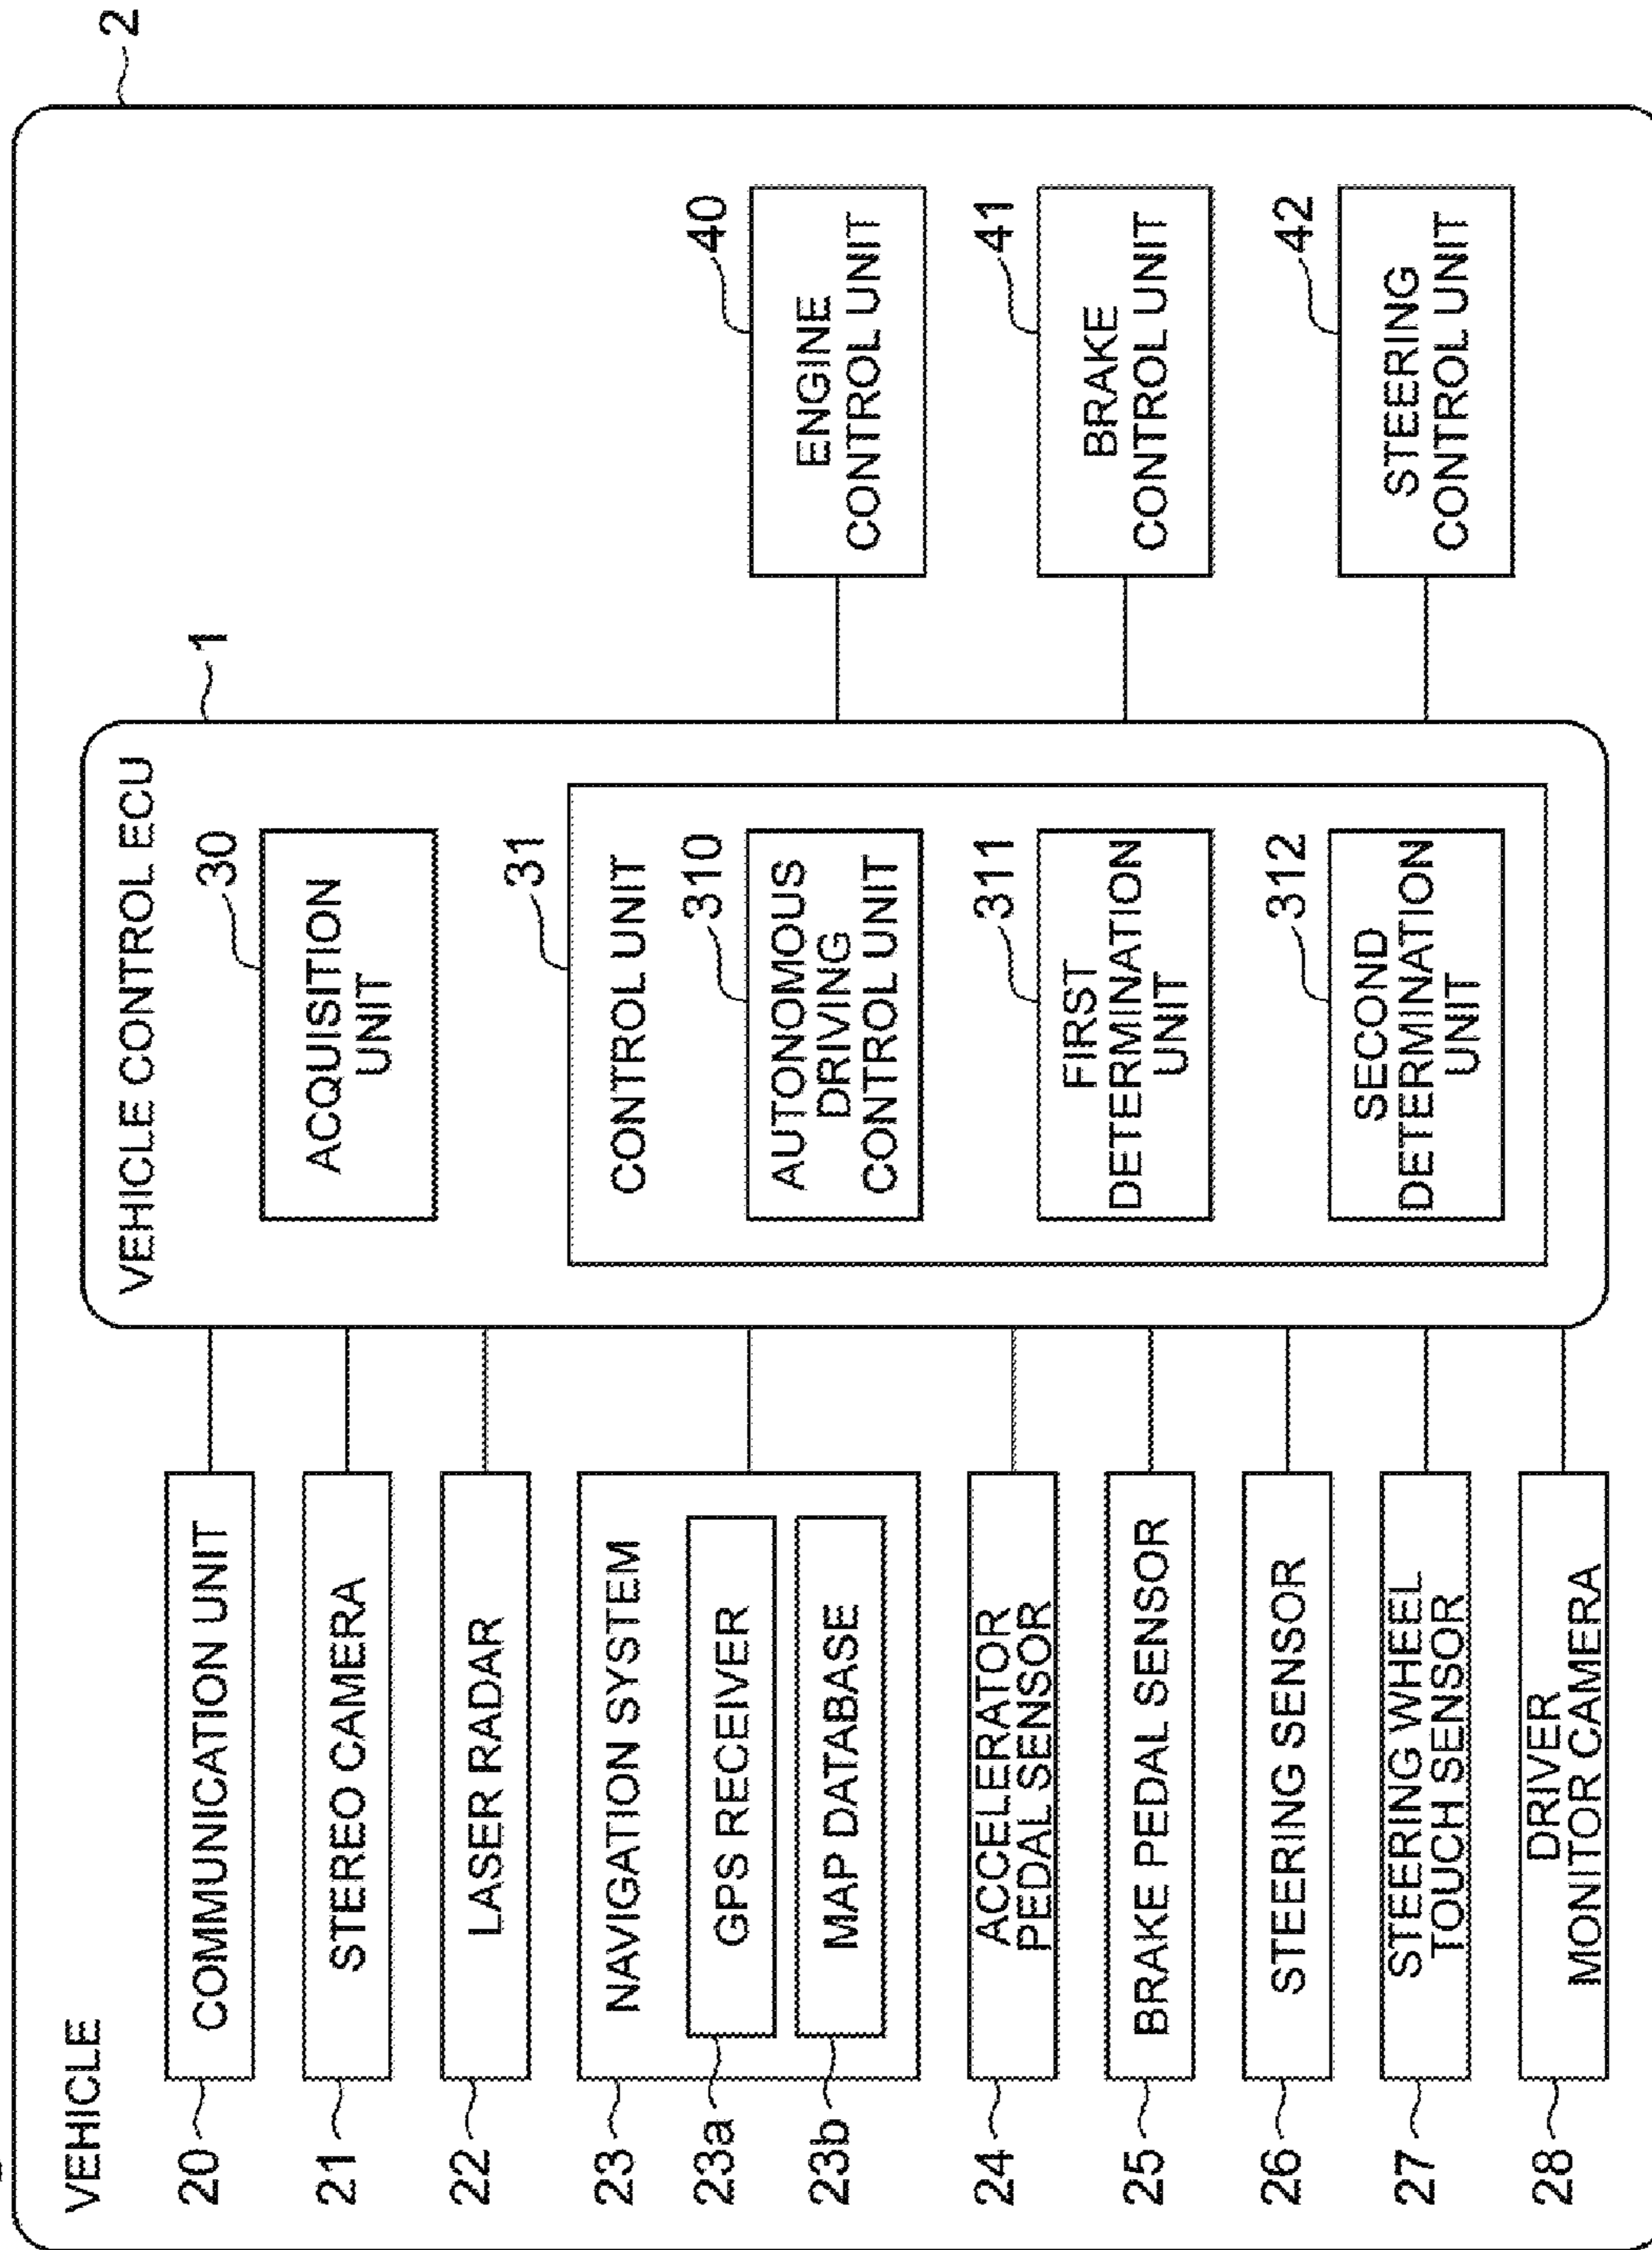 2
VEHICLE
20
COMMUNICATION UNIT
21
STEREO CAMERA
22
LASER RADAR
23
NAVIGATION SYSTEM
23a
GPS RECEIVER
23b
MAP DATABASE
24
ACCELERATOR
PEDAL SENSOR
25
BRAKE PEDAL SENSOR
26
STEERING SENSOR
27
STEERING WHEEL
TOUCH SENSOR
28
DRIVER
MONITOR CAMERA
1
VEHICLE CONTROL ECU
30
ACQUISITION
UNIT
31
CONTROL UNIT
310
AUTONOMOUS
DRIVING
CONTROL UNIT
311
FIRST
DETERMINATION
UNIT
312
SECOND
DETERMINATION
UNIT
40
ENGINE
CONTROL UNIT
41
BRAKE
CONTROL UNIT
42
STEERING
CONTROL UNIT